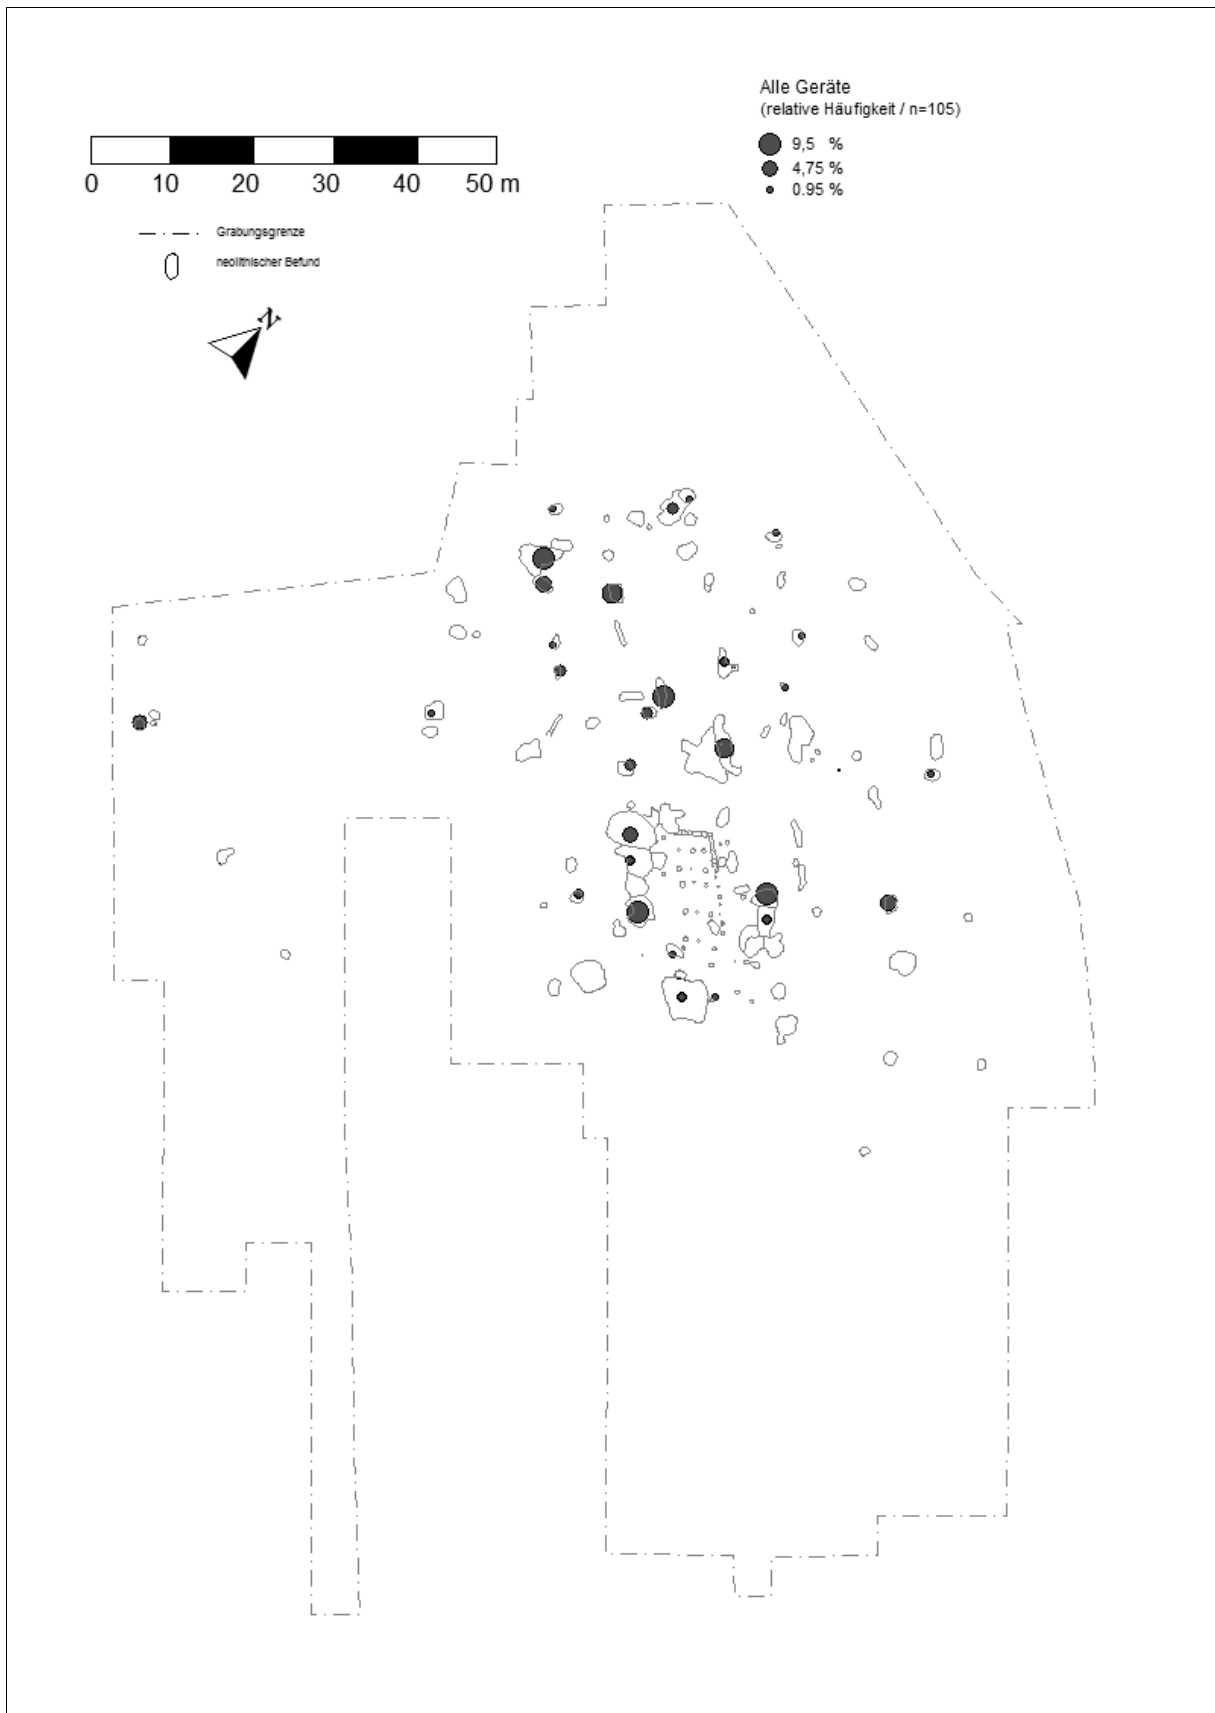 Alle Geräte
(relative Häufigkeit / n=105)
9,5 %
4,75 %
0.95 %
0 10 20 30 40 50 m
Grabungsgrenze
neolithischer Befund
N